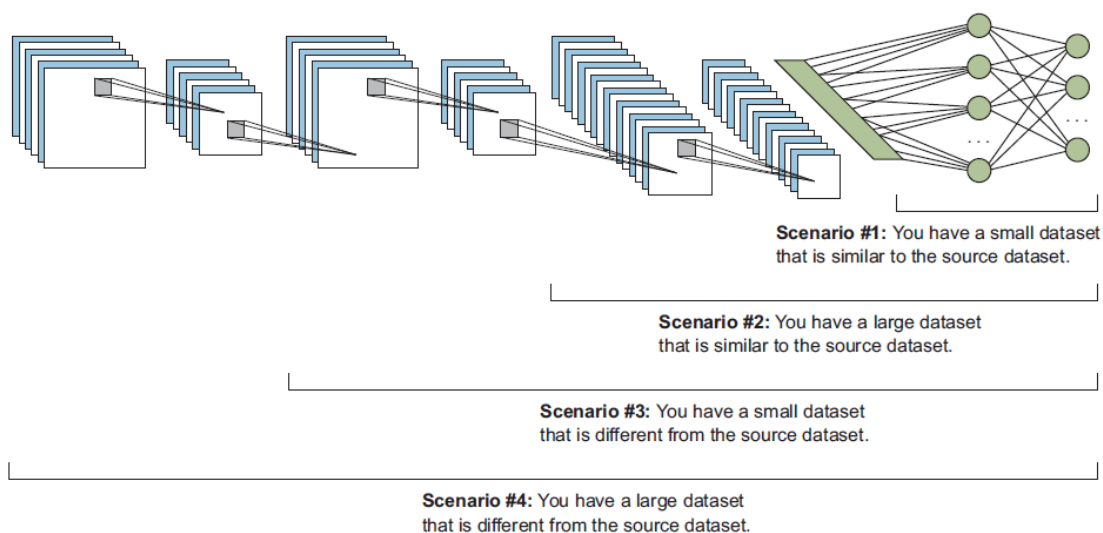 . . .
. . .
Scenario #1: You have a small dataset
that is similar to the source dataset.
Scenario #2: You have a large dataset
that is similar to the source dataset.
Scenario #3: You have a small dataset
that is different from the source dataset.
Scenario #4: You have a large dataset
that is different from the source dataset.